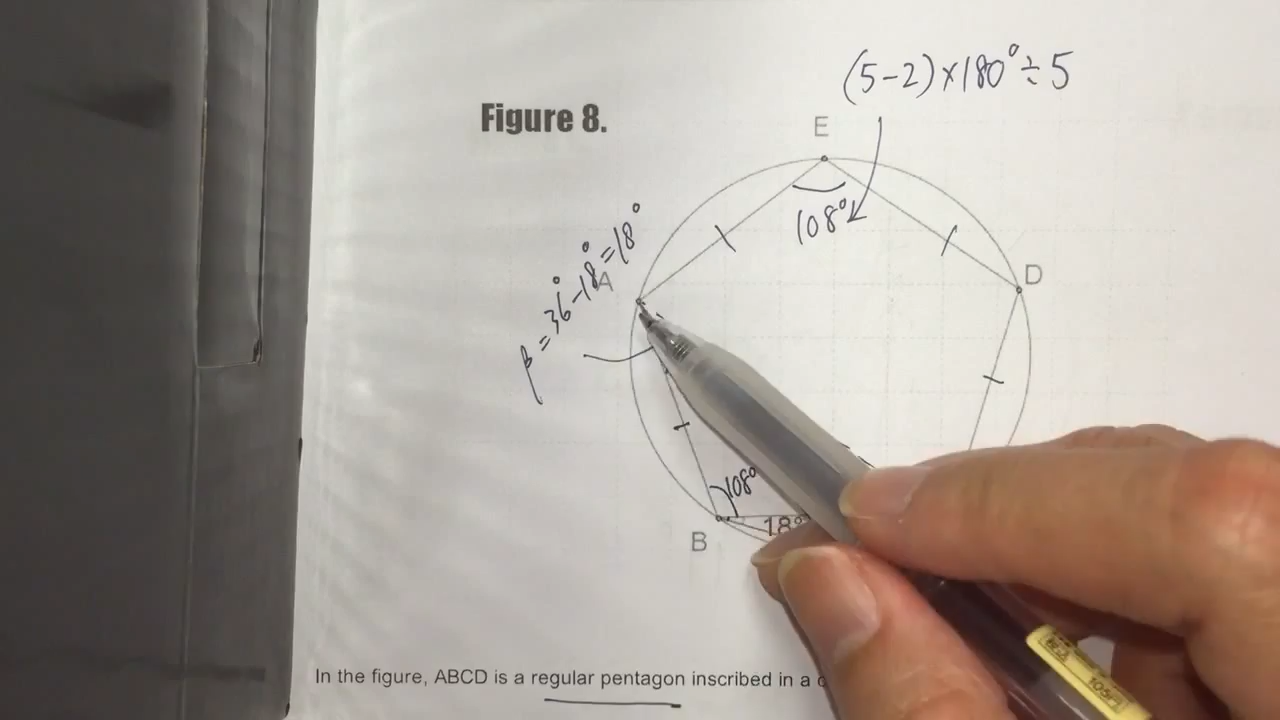 (5-2)×180°÷5
Figure 8.
E
108°
β = 36°-18°=18°
A
D
108°
18°
B
In the figure, ABCD is a regular pentagon inscribed in a